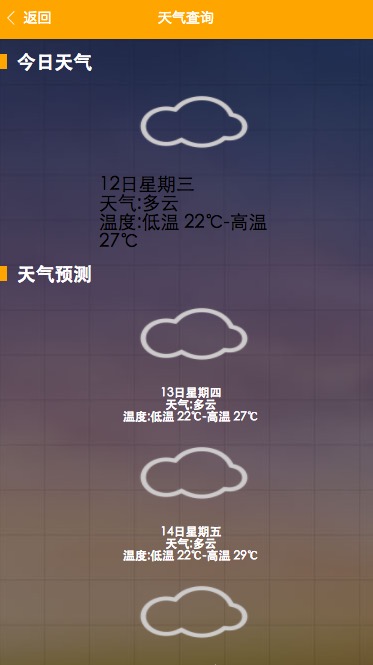 返回
天气查询
今日天气
12日星期三
天气:多云
温度:低温 22℃-高温
27℃
天气预测
13日星期四
天气:多云
温度:低温 22℃-高温 27℃
14日星期五
天气:多云
温度:低温 22℃-高温 29℃